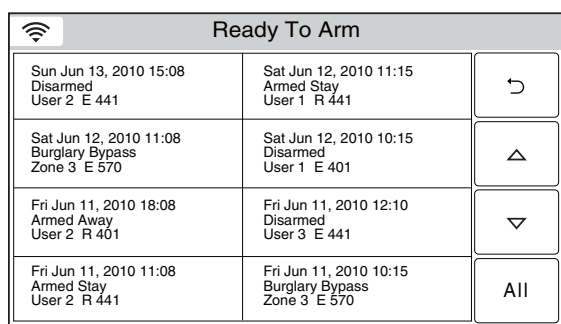 Ready To Arm
Sun Jun 13, 2010 15:08
Disarmed
User 2 E 441
Sat Jun 12, 2010 11:15
Armed Stay
User 1 R 441
Sat Jun 12, 2010 11:08
Burglary Bypass
Zone 3 E 570
Sat Jun 12, 2010 10:15
Disarmed
User 1 E 401
Fri Jun 11, 2010 18:08
Armed Away
User 2 R 401
Fri Jun 11, 2010 12:10
Disarmed
User 3 E 441
Fri Jun 11, 2010 11:08
Armed Stay
User 2 R 441
Fri Jun 11, 2010 10:15
Burglary Bypass
Zone 3 E 570
All